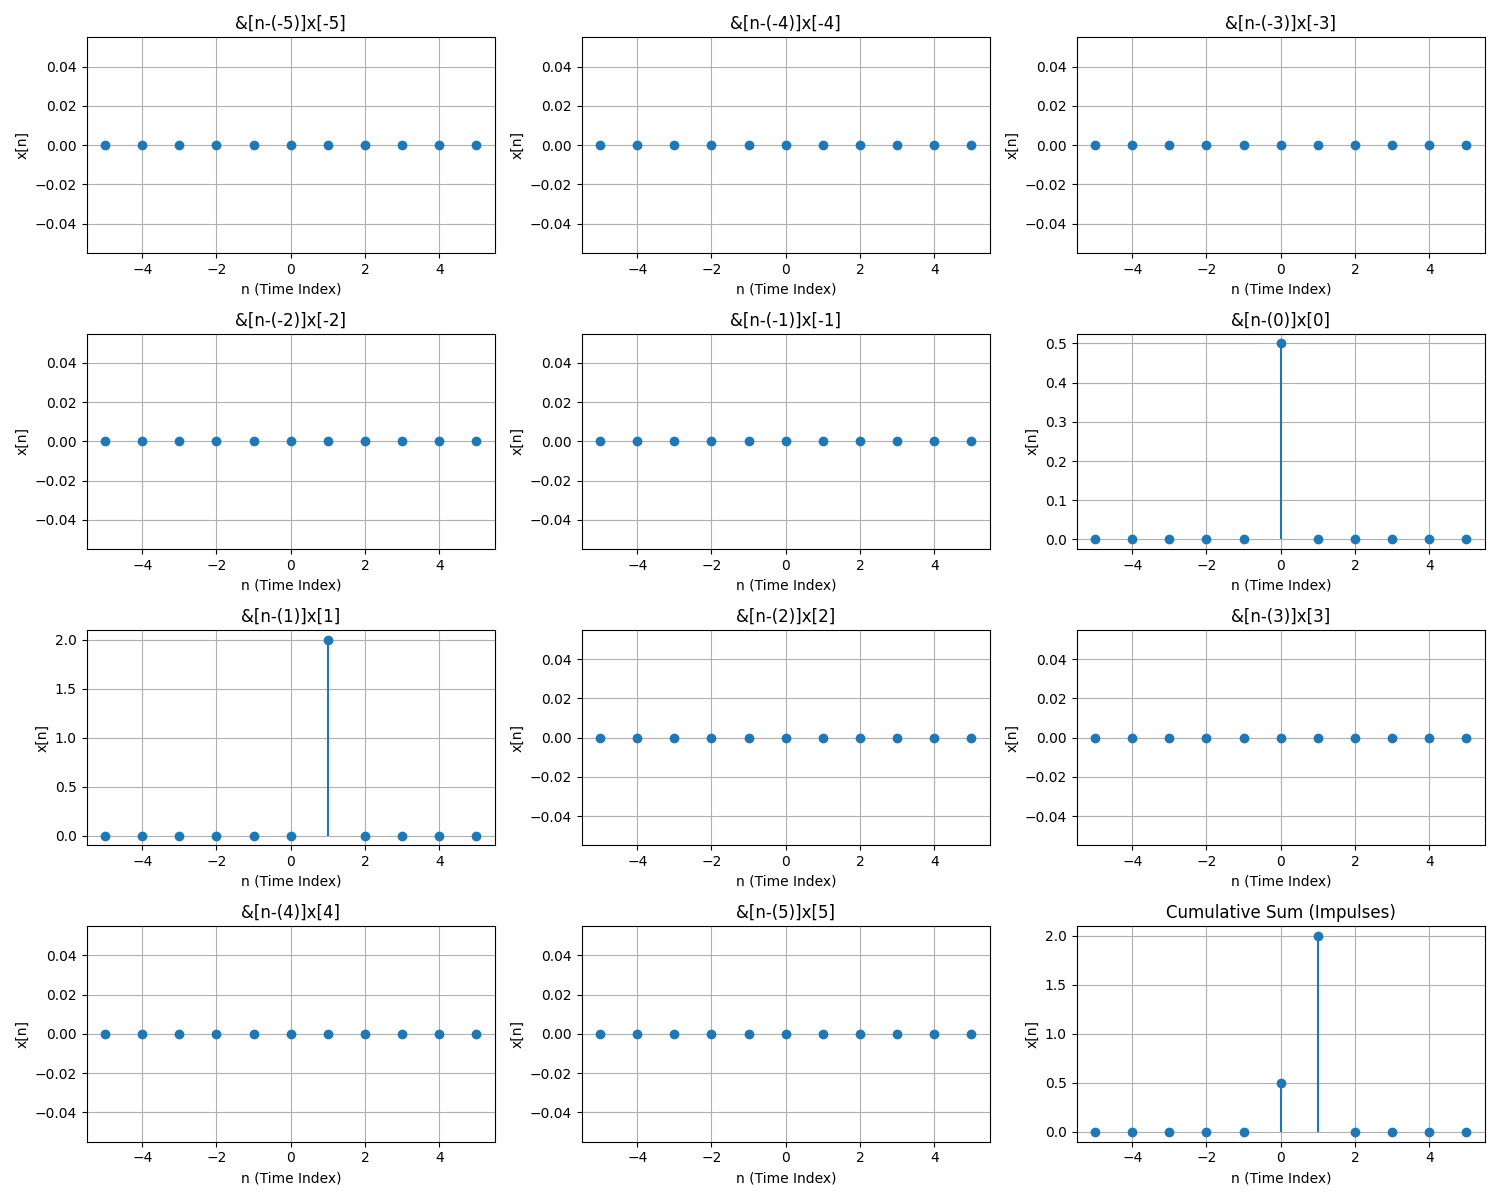 &[n-(-5)]x[-5]
0.04
0.02
0.00
−0.02
−0.04
x[n]
−4 −2 0 2 4
n (Time Index)
&[n-(-4)]x[-4]
0.04
0.02
0.00
−0.02
−0.04
x[n]
−4 −2 0 2 4
n (Time Index)
&[n-(-3)]x[-3]
0.04
0.02
0.00
−0.02
−0.04
x[n]
−4 −2 0 2 4
n (Time Index)
&[n-(-2)]x[-2]
0.04
0.02
0.00
−0.02
−0.04
x[n]
−4 −2 0 2 4
n (Time Index)
&[n-(-1)]x[-1]
0.04
0.02
0.00
−0.02
−0.04
x[n]
−4 −2 0 2 4
n (Time Index)
&[n-(0)]x[0]
0.5
0.4
0.3
0.2
0.1
0.0
x[n]
−4 −2 0 2 4
n (Time Index)
&[n-(1)]x[1]
2.0
1.5
1.0
0.5
0.0
x[n]
−4 −2 0 2 4
n (Time Index)
&[n-(2)]x[2]
0.04
0.02
0.00
−0.02
−0.04
x[n]
−4 −2 0 2 4
n (Time Index)
&[n-(3)]x[3]
0.04
0.02
0.00
−0.02
−0.04
x[n]
−4 −2 0 2 4
n (Time Index)
&[n-(4)]x[4]
0.04
0.02
0.00
−0.02
−0.04
x[n]
−4 −2 0 2 4
n (Time Index)
&[n-(5)]x[5]
0.04
0.02
0.00
−0.02
−0.04
x[n]
−4 −2 0 2 4
n (Time Index)
Cumulative Sum (Impulses)
2.0
1.5
1.0
0.5
0.0
x[n]
−4 −2 0 2 4
n (Time Index)